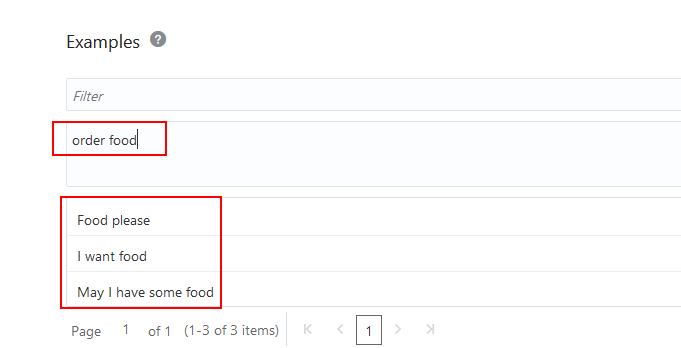 Examples ?
Filter
order food
Food please
I want food
May I have some food
Page 1 of 1 (1-3 of 3 items) 1